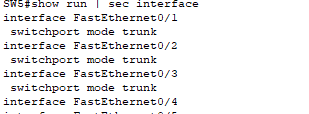 SW5#show run | sec interface
interface FastEthernet0/1
 switchport mode trunk
interface FastEthernet0/2
 switchport mode trunk
interface FastEthernet0/3
 switchport mode trunk
interface FastEthernet0/4